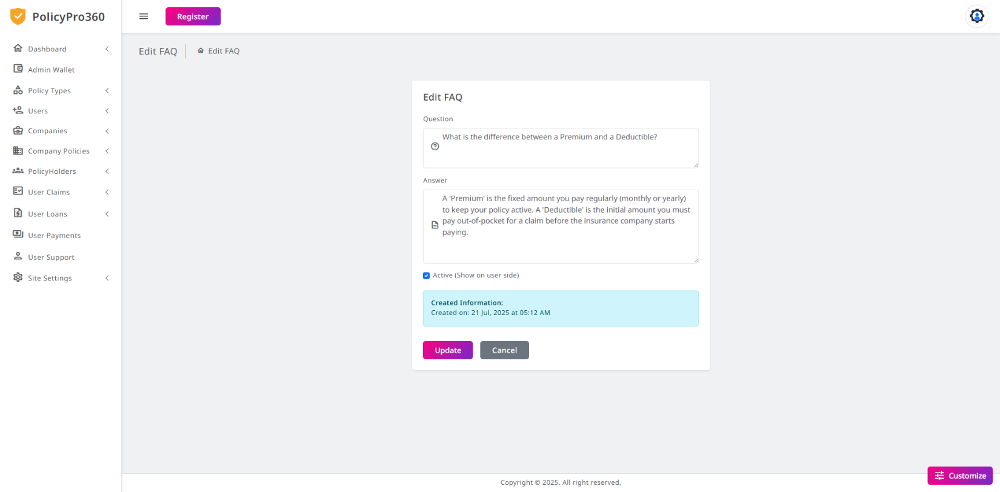 PolicyPro360
Register
Dashboard
Admin Wallet
Policy Types
Users
Companies
Company Policies
PolicyHolders
User Claims
User Loans
User Payments
User Support
Site Settings
Edit FAQ
Edit FAQ
Edit FAQ
Question
What is the difference between a Premium and a Deductible?
Answer
A 'Premium' is the fixed amount you pay regularly (monthly or yearly)
to keep your policy active. A 'Deductible' is the initial amount you must
pay out-of-pocket for a claim before the insurance company starts
paying.
Active (Show on user side)
Created Information:
Created on: 21 Jul, 2025 at 05:12 AM
Update
Cancel
Customize
Copyright © 2025. All right reserved.